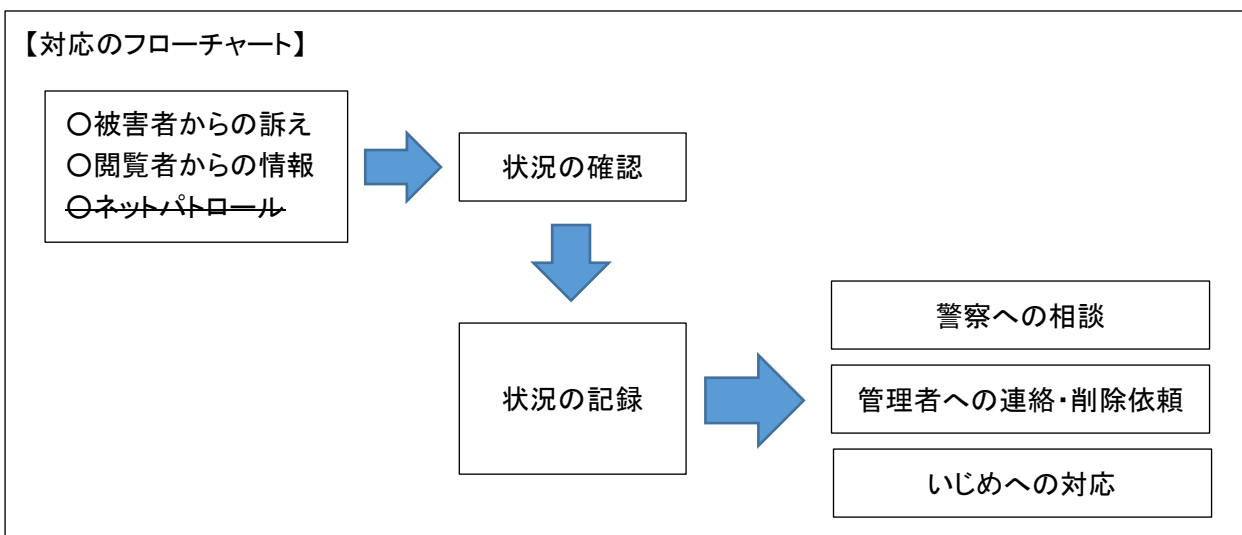 【対応のフローチャート】
〇被害者からの訴え
〇閲覧者からの情報
〇ネットパトロール
状況の確認
状況の記録
警察への相談
管理者への連絡・削除依頼
いじめへの対応